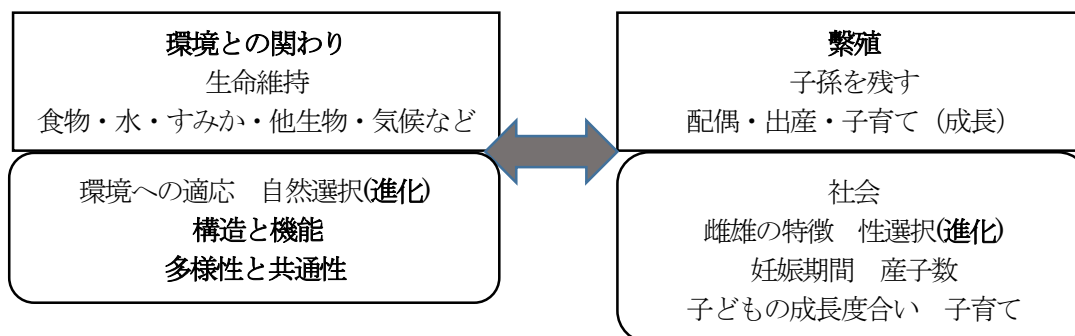 環境との関わり
生命維持
食物・水・すみか・他生物・気候など
環境への適応　自然選択(進化)
構造と機能
多様性と共通性
繫殖
子孫を残す
配偶・出産・子育て（成長）
社会
雌雄の特徴　性選択(進化)
妊娠期間　産子数
子どもの成長度合い　子育て